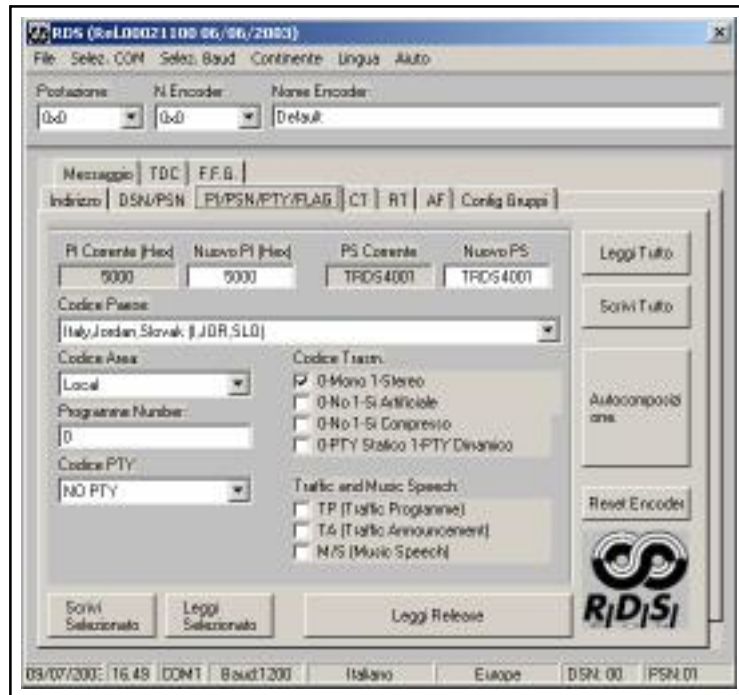 RDS (Rel.00021100 06/06/2003)
File Selez. COM Selez. Baud Continente Lingua Aiuto
Postazione N.Encoder Nome Encoder
0x0 0x0 Default
Messaggio TDC F.F.G.
Indirizzo DSN/PSN PI/PSN/PTY/FLAG CT RT AF Config Gruppi
PI Corrente (Hex) Nuovo PI (Hex) PS Corrente Nuovo PS
5000 5000 TRDS4001 TRDS4001
Leggi Tutto
Codice Paese
Italy,Jordan,Slovak (I,JOR,SLO)
Scrivi Tutto
Codice Area
Local
Programme Number
0
Codice PTY
NO PTY
Codice Trasm.
0-Mono 1-Stereo
0-No 1-Si Artificiale
0-No 1-Si Compresso
0-PTY Statico 1-PTY Dinamico
Traffic and Music Speech
TP (Traffic Programme)
TA (Traffic Announcement)
M/S (Music Speech)
Autocomposizi
one
Reset Encoder
R/D/S/
Scrivi
Selezionato
Leggi
Selezionato
Leggi Release
16.49 COM1 Baud:1200 Italiano Europe DSN: 00 PSN:01